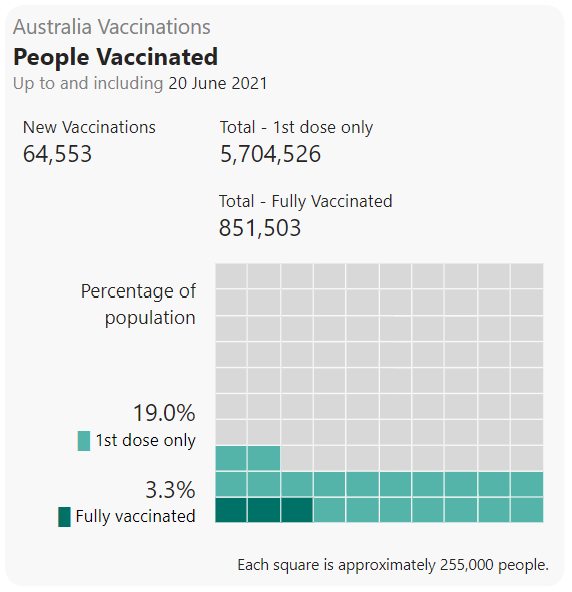 Australia Vaccinations
People Vaccinated
Up to and including 20 June 2021
New Vaccinations
64,553
Total - 1st dose only
5,704,526
Total - Fully Vaccinated
851,503
Percentage of
population
19.0%
1st dose only
3.3%
Fully vaccinated
Each square is approximately 255,000 people.